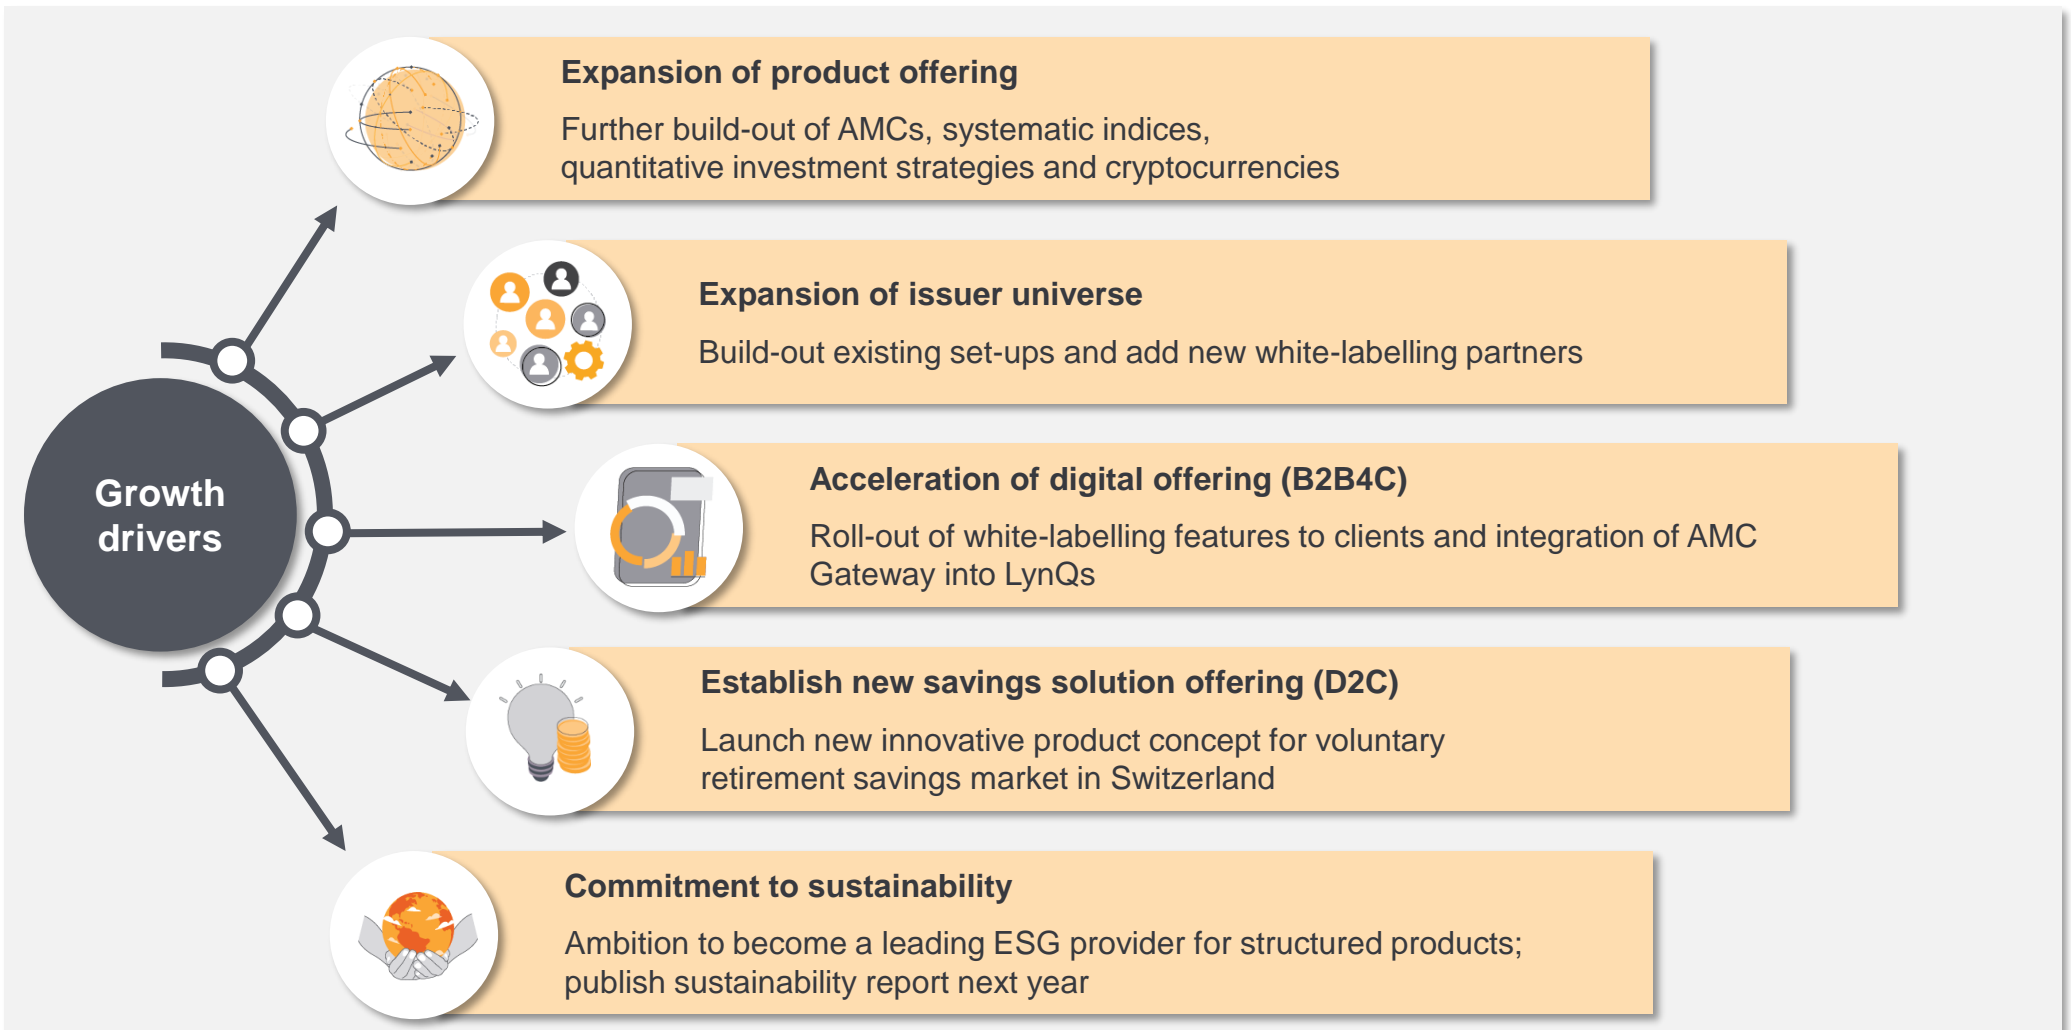 Growth
drivers
Expansion of product offering
Further build-out of AMCs, systematic indices,
quantitative investment strategies and cryptocurrencies
Expansion of issuer universe
Build-out existing set-ups and add new white-labelling partners
Acceleration of digital offering (B2B4C)
Roll-out of white-labelling features to clients and integration of AMC
Gateway into LynQs
Establish new savings solution offering (D2C)
Launch new innovative product concept for voluntary
retirement savings market in Switzerland
Commitment to sustainability
Ambition to become a leading ESG provider for structured products;
publish sustainability report next year